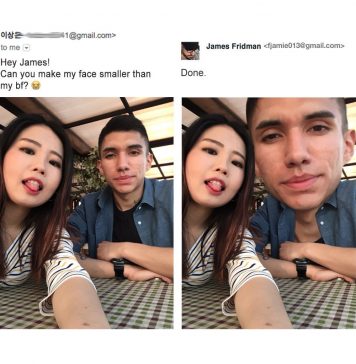 이상은 41@gmail.com>
to me
Hey James!
Can you make my face smaller than
my bf? 😭
James Fridman <fjamie013@gmail.com>
Done.